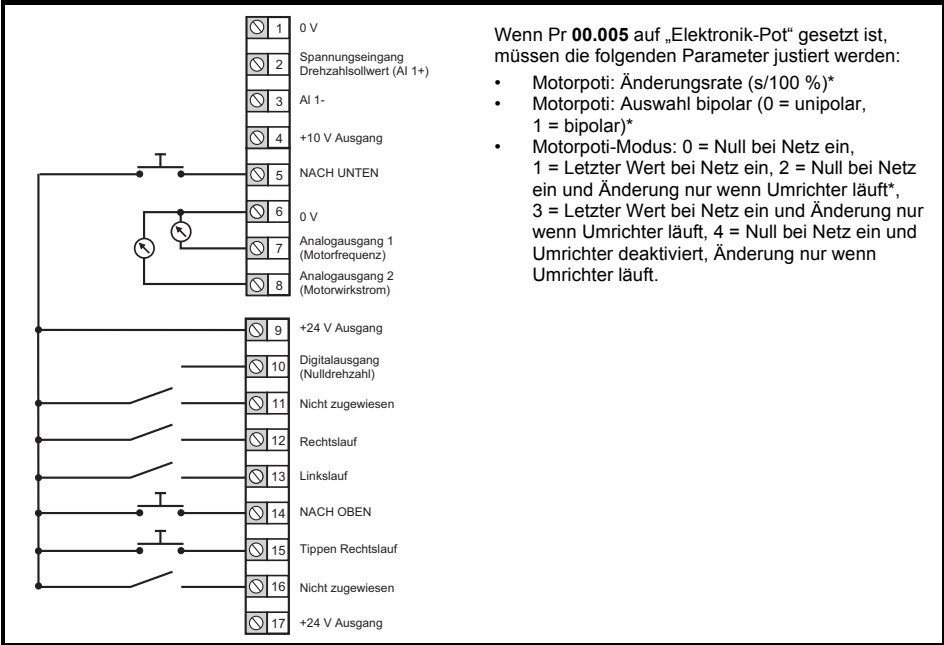 1 0 V
2 Spannungseingang
Drehzahlsollwert (AI 1+)
3 AI 1-
4 +10 V Ausgang
5 NACH UNTEN
6 0 V
7 Analogausgang 1
(Motorfrequenz)
8 Analogausgang 2
(Motorwirkstrom)
9 +24 V Ausgang
10 Digitalausgang
(Nulldrehzahl)
11 Nicht zugewiesen
12 Rechtslauf
13 Linkslauf
14 NACH OBEN
15 Tippen Rechtslauf
16 Nicht zugewiesen
17 +24 V Ausgang
Wenn Pr 00.005 auf „Elektronik-Pot“ gesetzt ist,
müssen die folgenden Parameter justiert werden:
• Motorpoti: Änderungsrate (s/100 %)*
• Motorpoti: Auswahl bipolar (0 = unipolar,
1 = bipolar)*
• Motorpoti-Modus: 0 = Null bei Netz ein,
1 = Letzter Wert bei Netz ein, 2 = Null bei Netz
ein und Änderung nur wenn Umrichter läuft*,
3 = Letzter Wert bei Netz ein und Änderung nur
wenn Umrichter läuft, 4 = Null bei Netz ein und
Umrichter deaktiviert, Änderung nur wenn
Umrichter läuft.